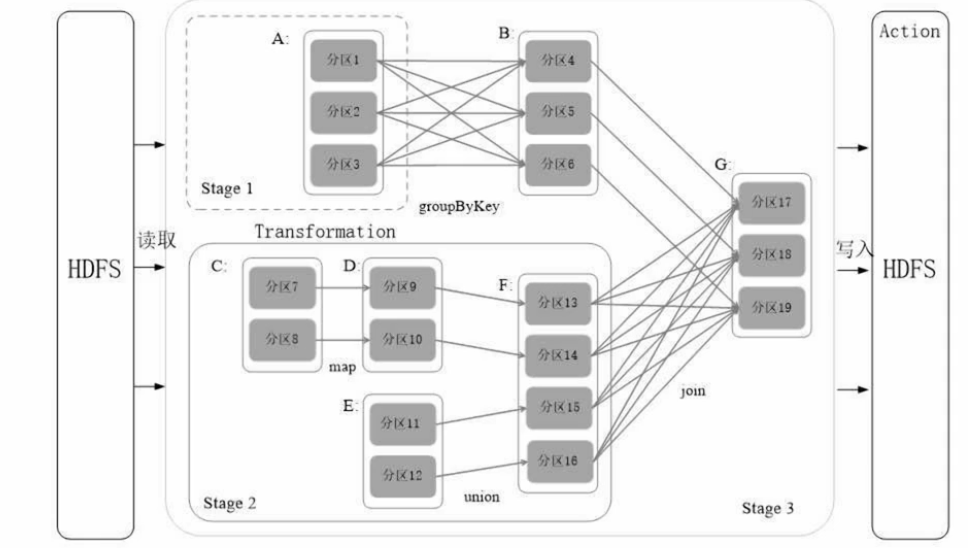 HDFS
读取
Stage 1
A:
分区1
分区2
分区3
groupByKey
B:
分区4
分区5
分区6
Transformation
C:
分区7
分区8
map
D:
分区9
分区10
E:
分区11
分区12
union
F:
分区13
分区14
分区15
分区16
Stage 2
G:
分区17
分区18
分区19
join
Stage 3
写入
Action
HDFS